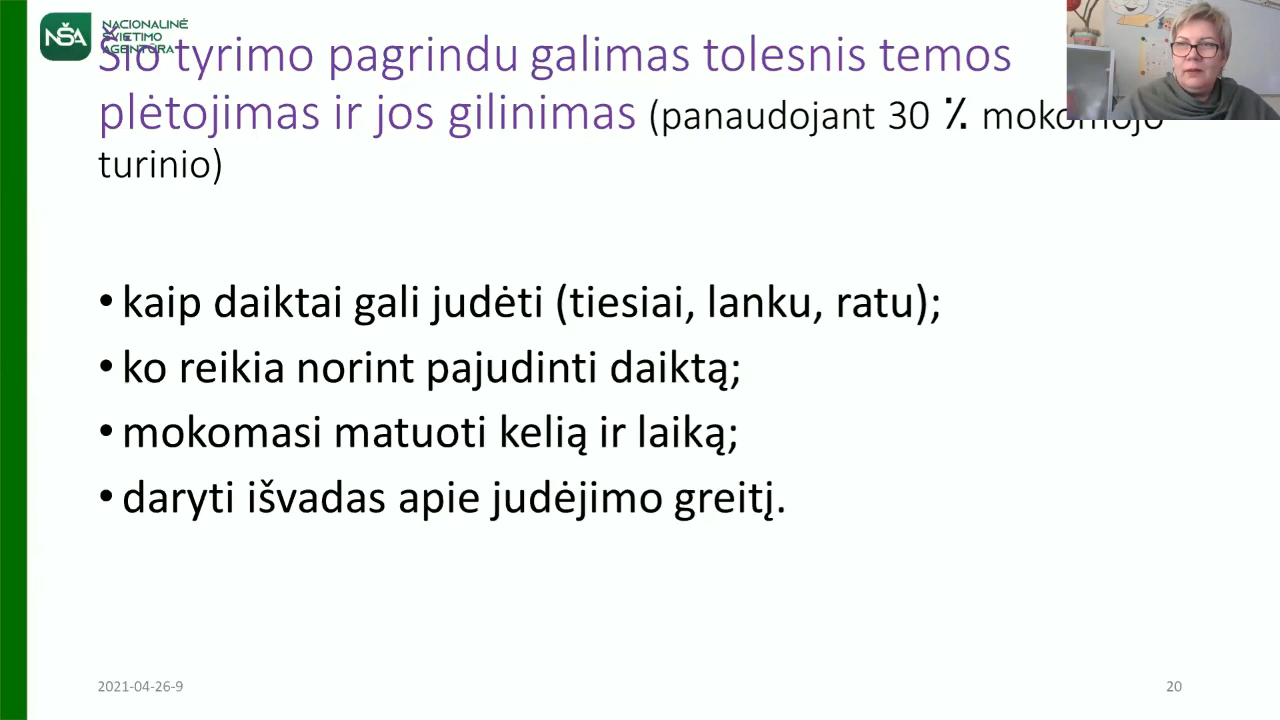 NŠA
NACIONALINĖ
ŠVIETIMO
AGENTŪRA
Šio tyrimo pagrindu galimas tolesnis temos
plėtojimas ir jos gilinimas (panaudojant 30 ٪ mokomojo
turinio)
• kaip daiktai gali judėti (tiesiai, lanku, ratu);
• ko reikia norint pajudinti daiktą;
• mokomasi matuoti kelią ir laiką;
• daryti išvadas apie judėjimo greitį.
2021-04-26-9
20